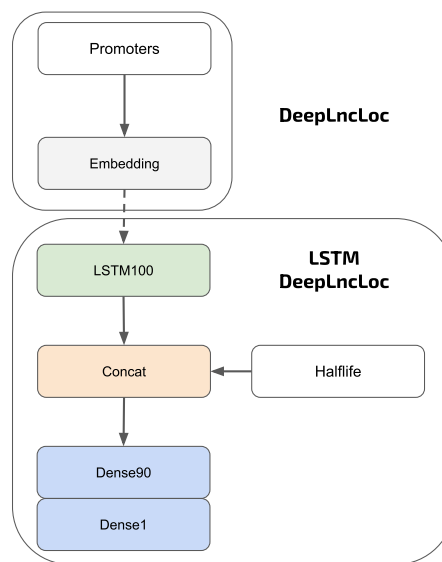 Promoters
DeepLncLoc
Embedding
LSTM100
LSTM
DeepLncLoc
Concat
Halflife
Dense90
Dense1